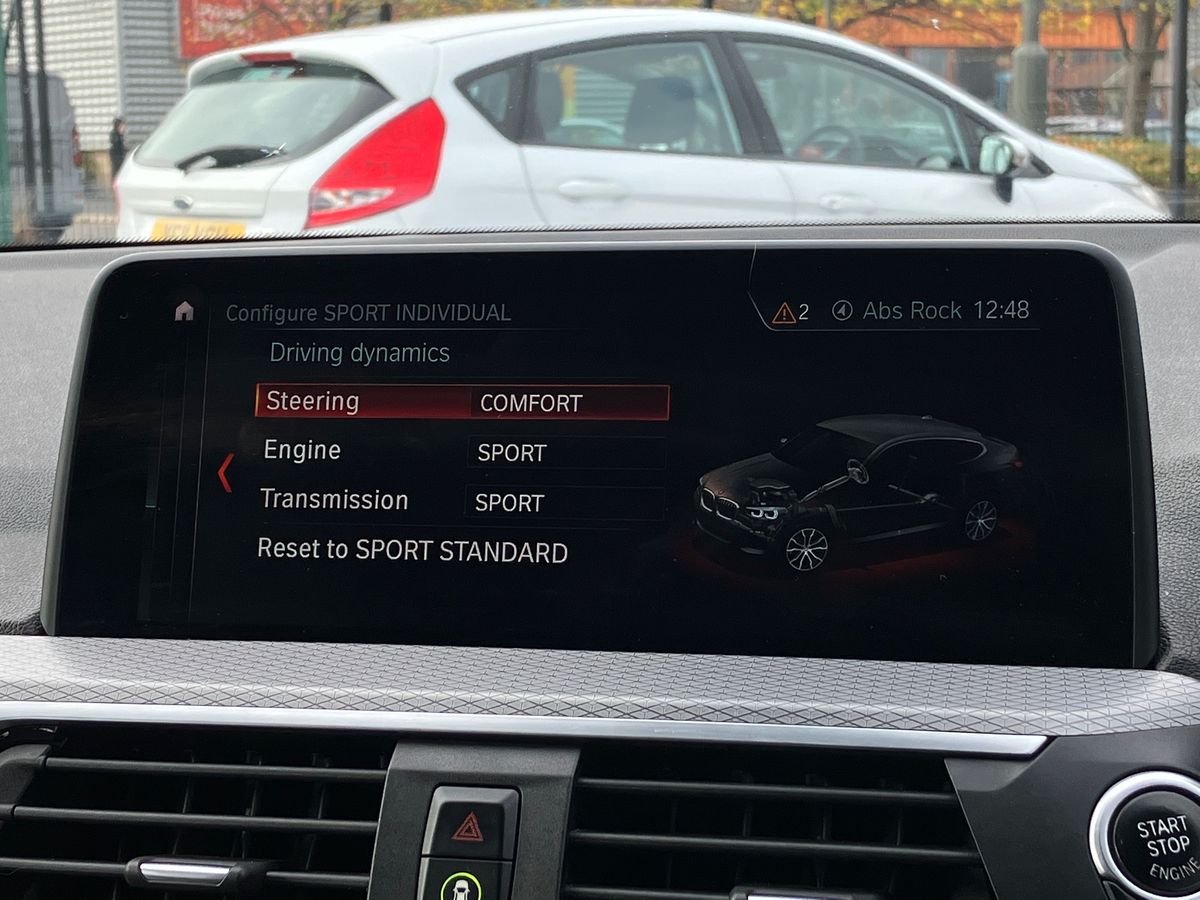 Configure SPORT INDIVIDUAL
2 Abs Rock 12:48
Driving dynamics
Steering COMFORT
Engine SPORT
Transmission SPORT
Reset to SPORT STANDARD
START
STOP
ENGINE